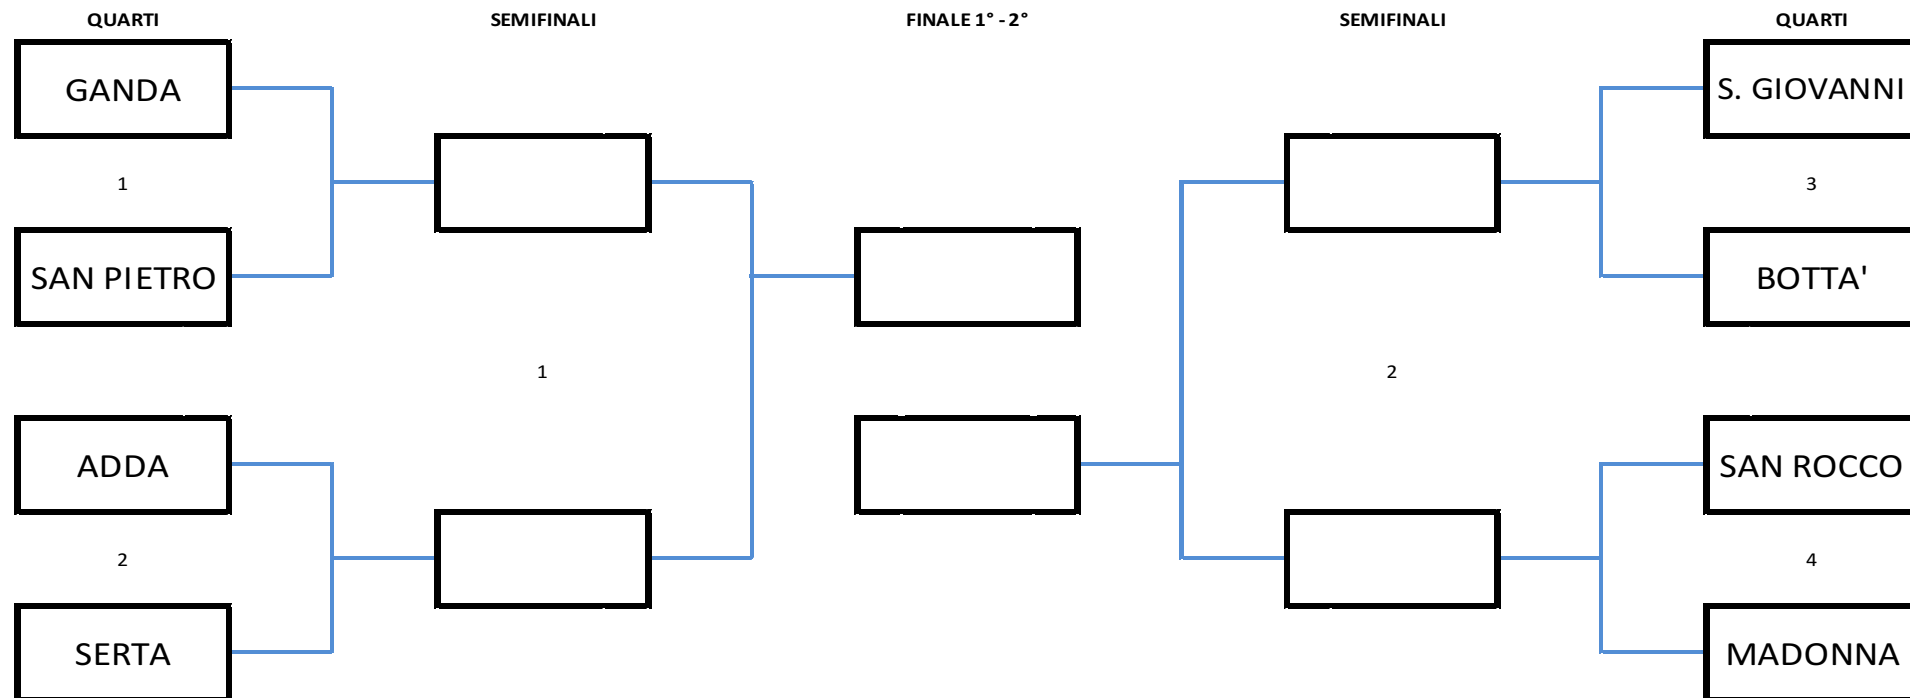 QUARTI
SEMIFINALI
FINALE 1° - 2°
SEMIFINALI
QUARTI
GANDA
S. GIOVANNI
1
3
SAN PIETRO
BOTTA'
1
2
ADDA
SAN ROCCO
2
4
SERTA
MADONNA